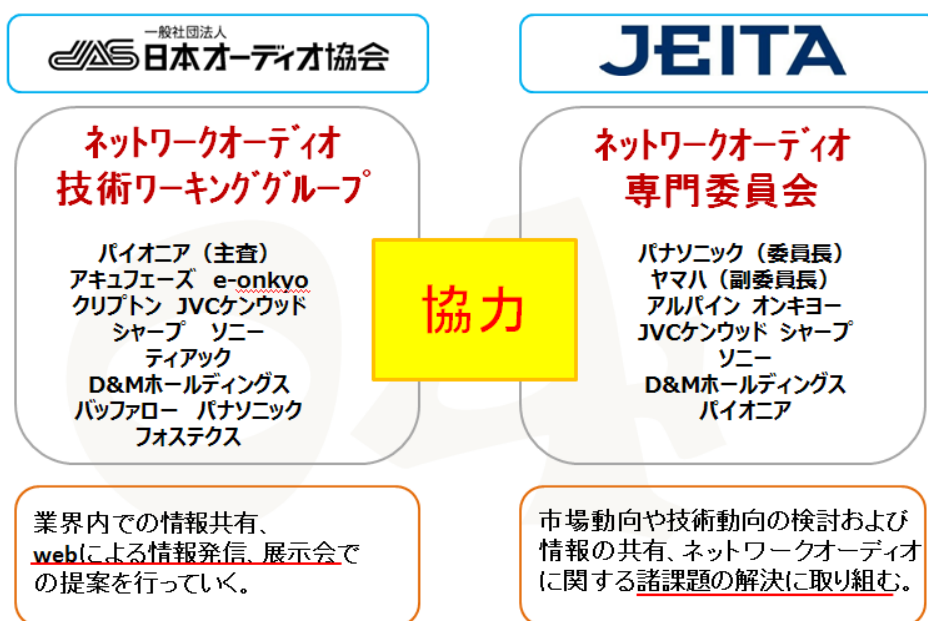 一般社団法人
JAS 日本オーディオ協会
ネットワークオーディオ
技術ワーキンググループ
パイオニア（主査）
アキュフェーズ e-onkyo
クリプトン JVCケンウッド
シャープ ソニー
ティアック
D&Mホールディングス
バッファロー パナソニック
フォステクス
業界内での情報共有、
webによる情報発信、展示会で
の提案を行っていく。
協力
JEITA
ネットワークオーディオ
専門委員会
パナソニック（委員長）
ヤマハ（副委員長）
アルパイン オンキヨー
JVCケンウッド シャープ
ソニー
D&Mホールディングス
パイオニア
市場動向や技術動向の検討および
情報の共有、ネットワークオーディオ
に関する諸課題の解決に取り組む。